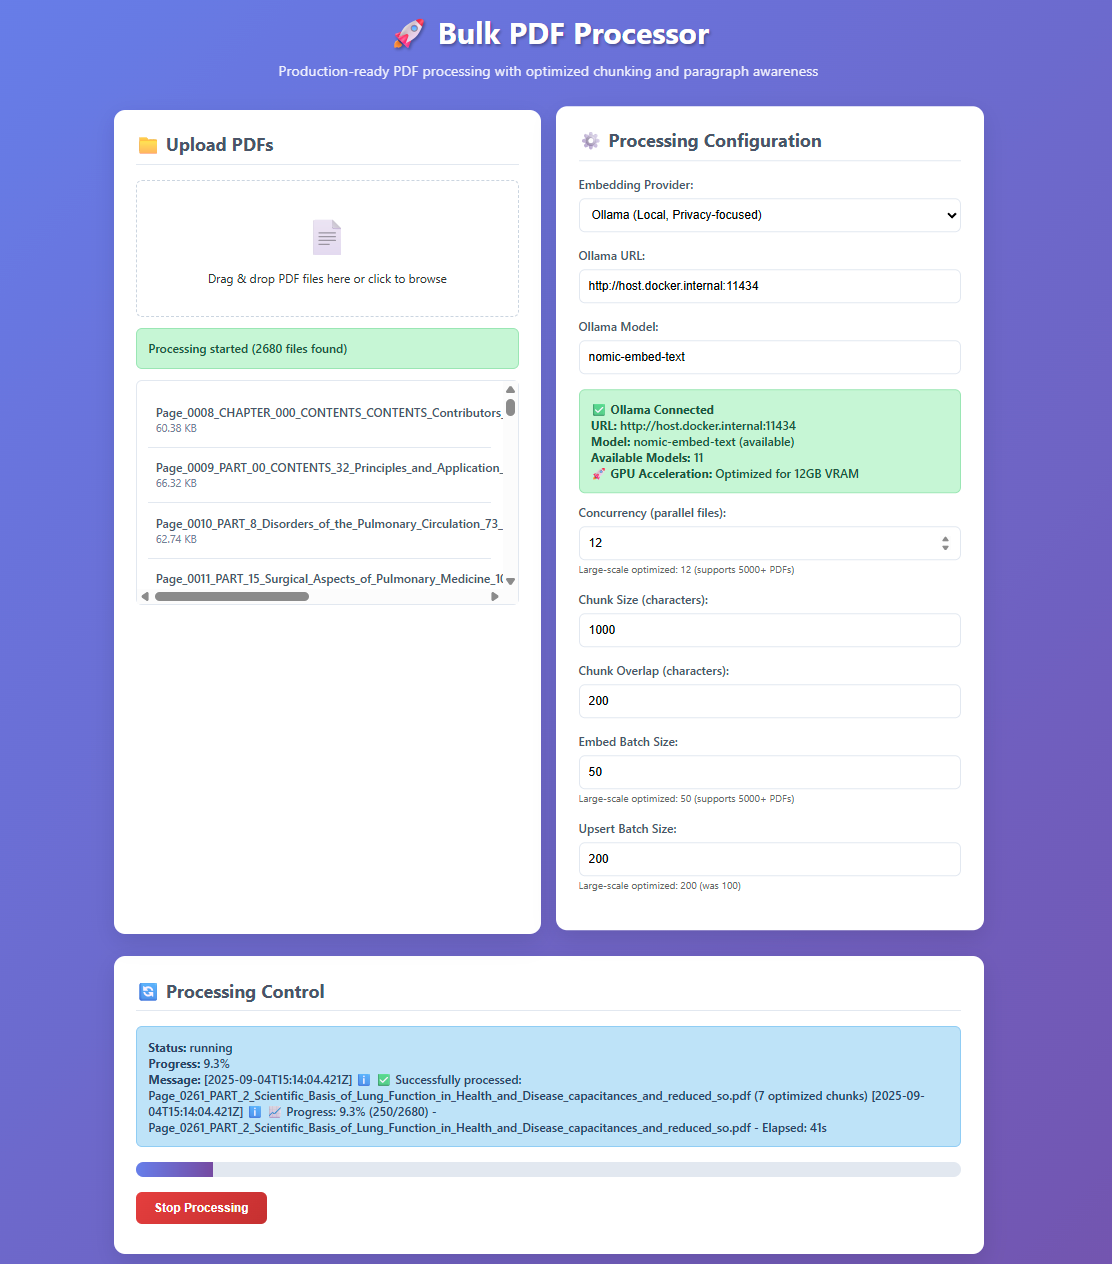 🚀 Bulk PDF Processor
Production-ready PDF processing with optimized chunking and paragraph awareness
📁 Upload PDFs
Drag & drop PDF files here or click to browse
Processing started (2680 files found)
Page_0008_CHAPTER_000_CONTENTS_CONTENTS_Contributors_
60.38 KB
Page_0009_PART_00_CONTENTS_32_Principles_and_Application_
66.32 KB
Page_0010_PART_8_Disorders_of_the_Pulmonary_Circulation_73_
62.74 KB
Page_0011_PART_15_Surgical_Aspects_of_Pulmonary_Medicine_10
⚙️ Processing Configuration
Embedding Provider:
Ollama (Local, Privacy-focused)
Ollama URL:
http://host.docker.internal:11434
Ollama Model:
nomic-embed-text
✅ Ollama Connected
URL: http://host.docker.internal:11434
Model: nomic-embed-text (available)
Available Models: 11
🚀 GPU Acceleration: Optimized for 12GB VRAM
Concurrency (parallel files):
12
Large-scale optimized: 12 (supports 5000+ PDFs)
Chunk Size (characters):
1000
Chunk Overlap (characters):
200
Embed Batch Size:
50
Large-scale optimized: 50 (supports 5000+ PDFs)
Upsert Batch Size:
200
Large-scale optimized: 200 (was 100)
🔄 Processing Control
Status: running
Progress: 9.3%
Message: [2025-09-04T15:14:04.421Z] ℹ️ ✅ Successfully processed:
Page_0261_PART_2_Scientific_Basis_of_Lung_Function_in_Health_and_Disease_capacitances_and_reduced_so.pdf (7 optimized chunks) [2025-09-
04T15:14:04.421Z] ℹ️ 📈 Progress: 9.3% (250/2680) -
Page_0261_PART_2_Scientific_Basis_of_Lung_Function_in_Health_and_Disease_capacitances_and_reduced_so.pdf - Elapsed: 41s
Stop Processing